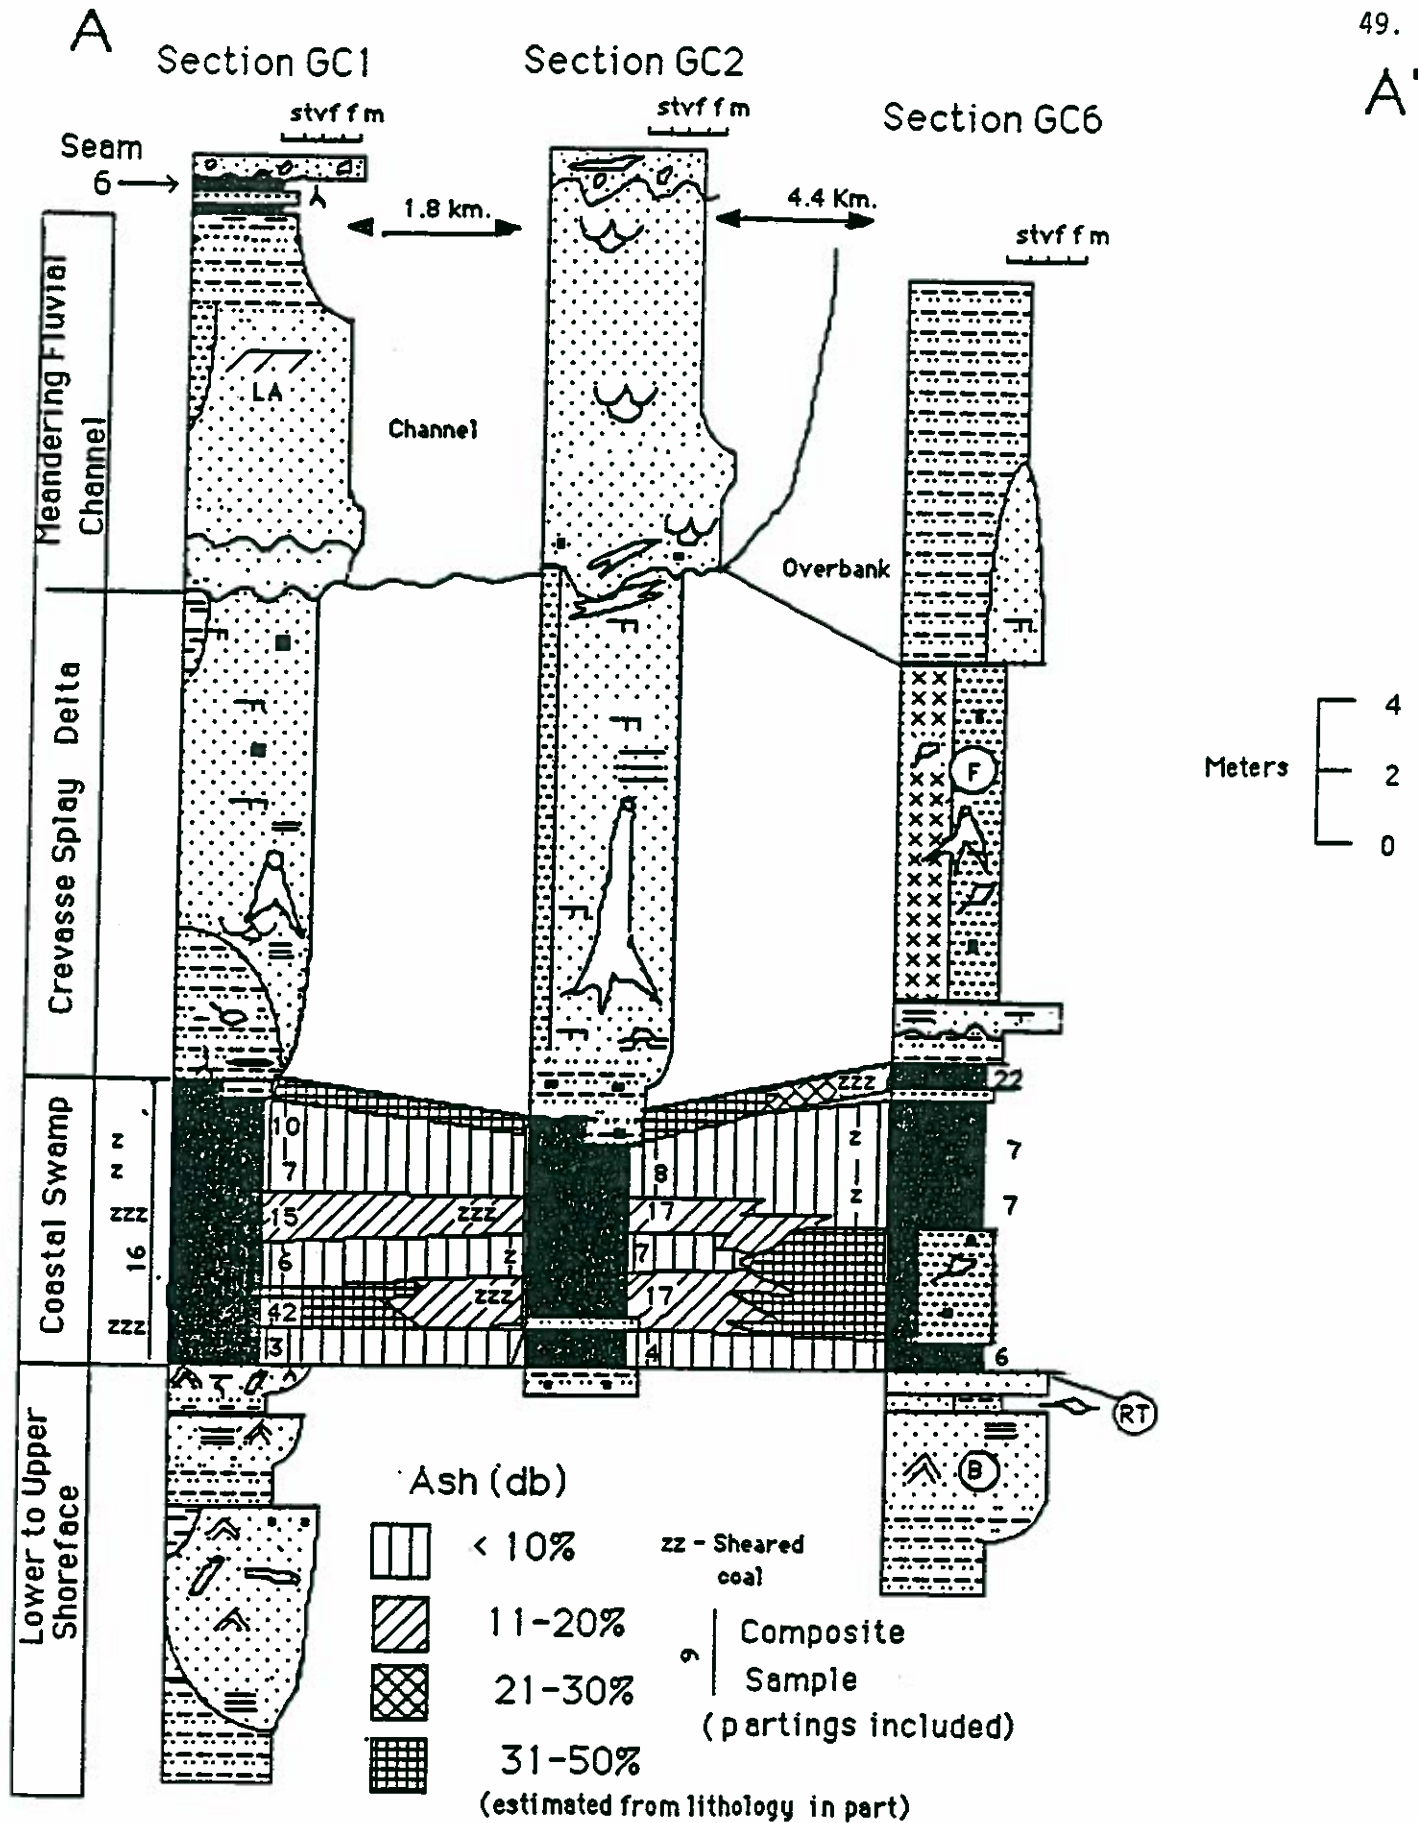 49.
A
A'
Section GC1
Section GC2
Section GC6
stvf f m
stvf f m
stvf f m
Seam
6
1.8 km.
4.4 Km.
Meandering Fluvial
Channel
LA
Channel
Overbank
Crevasse Splay Delta
F
Meters
4
2
0
Coastal Swamp
z
z
zzz
16
zzz
10
7
15
zzz
6
z
42
zzz
3
8
17
7
17
4
zzz
z
z
22
7
7
6
Lower to Upper
Shoreface
RT
B
Ash (db)
< 10%
11-20%
21-30%
31-50%
(estimated from lithology in part)
zz - Sheared
coal
9
Composite
Sample
(partings included)